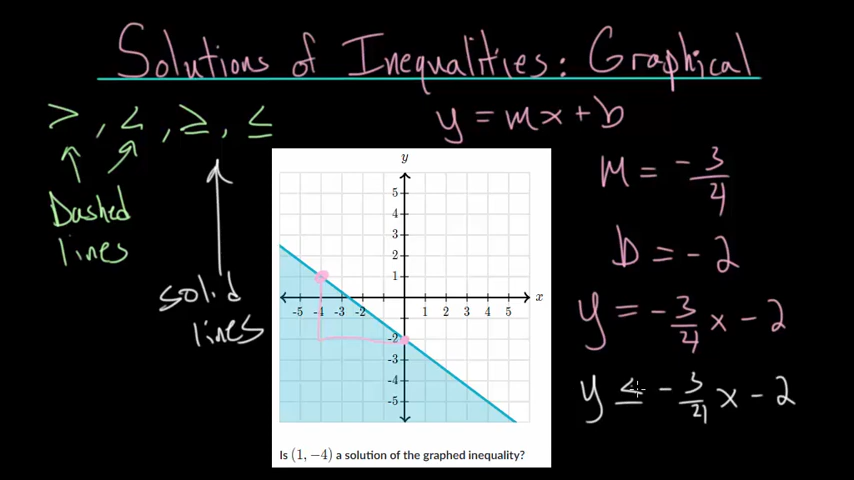 Solutions of Inequalities: Graphical
> , < , ≥ , ≤
y = mx + b
Dashed
lines
solid
lines
m = -3/4
b = -2
y = -3/4 x - 2
y ≤ -3/4 x - 2
y
5
4
3
2
1
-5 -4 -3 -2 1 2 3 4 5 x
-2
-3
-4
-5
Is (1, −4) a solution of the graphed inequality?